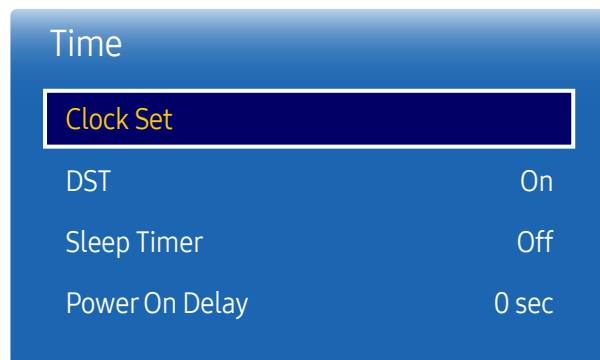 Time
Clock Set
DST On
Sleep Timer Off
Power On Delay 0 sec